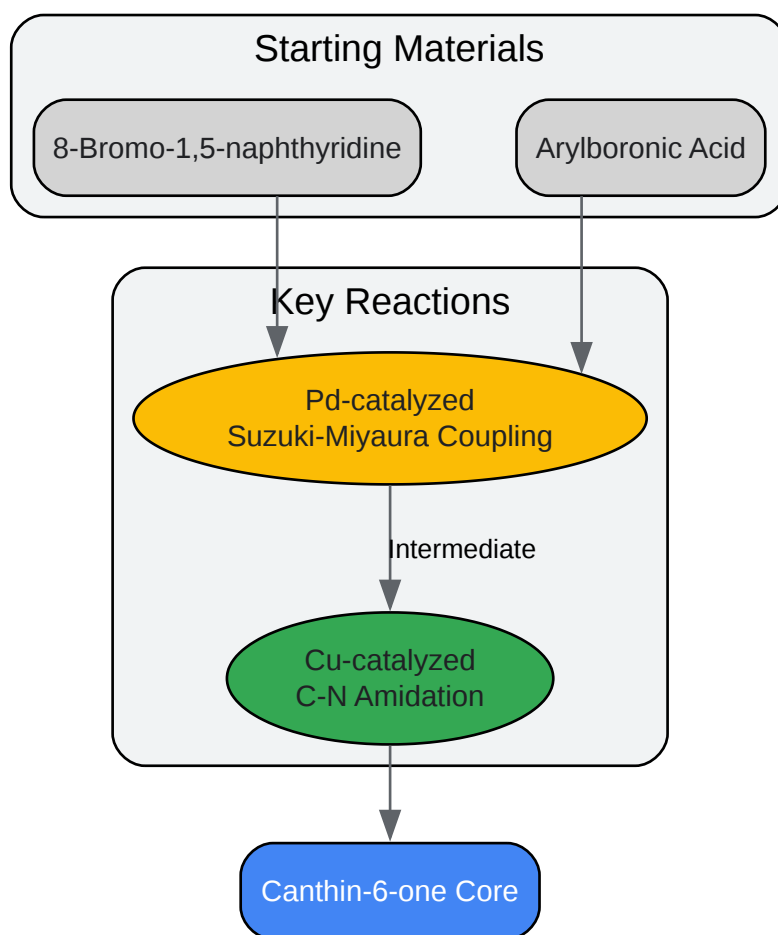 Starting Materials
8-Bromo-1,5-naphthyridine
Arylboronic Acid
Key Reactions
Pd-catalyzed
Suzuki-Miyaura Coupling
Intermediate
Cu-catalyzed
C-N Amidation
Canthin-6-one Core